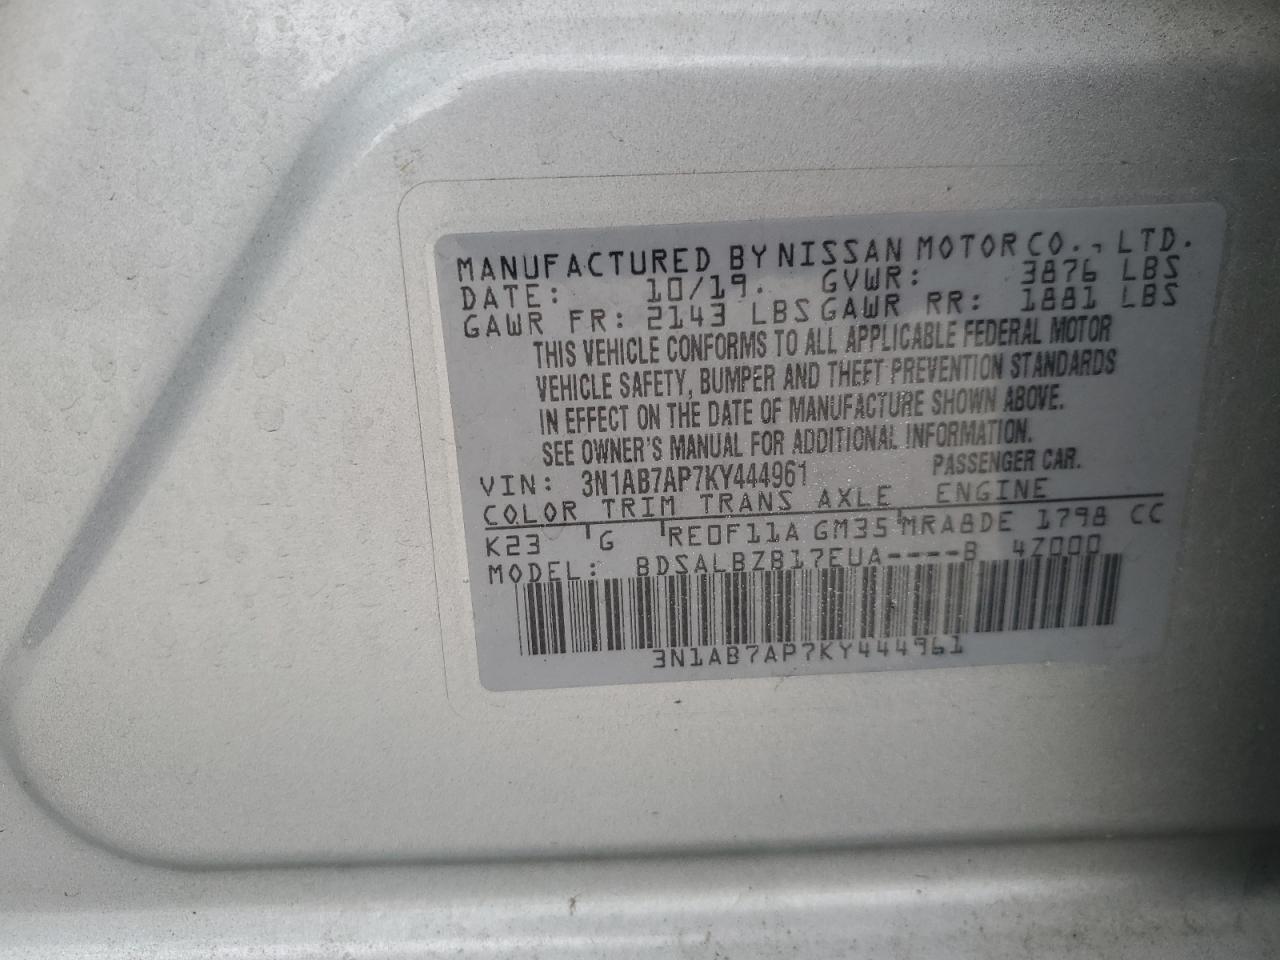 MANUFACTURED BY NISSAN MOTOR CO., LTD.
DATE: 10/19. GVWR: 3876 LBS
GAWR FR: 2143 LBS GAWR RR: 1881 LBS
THIS VEHICLE CONFORMS TO ALL APPLICABLE FEDERAL MOTOR
VEHICLE SAFETY, BUMPER AND THEFT PREVENTION STANDARDS
IN EFFECT ON THE DATE OF MANUFACTURE SHOWN ABOVE.
SEE OWNER'S MANUAL FOR ADDITIONAL INFORMATION.
VIN: 3N1AB7AP7KY444961 PASSENGER CAR.
COLOR TRIM TRANS AXLE ENGINE
K23 G RE0F11A GM35 MRA8DE 1798 CC
MODEL: BDSALBZB17EUA----B 4Z000
3N1AB7AP7KY444961